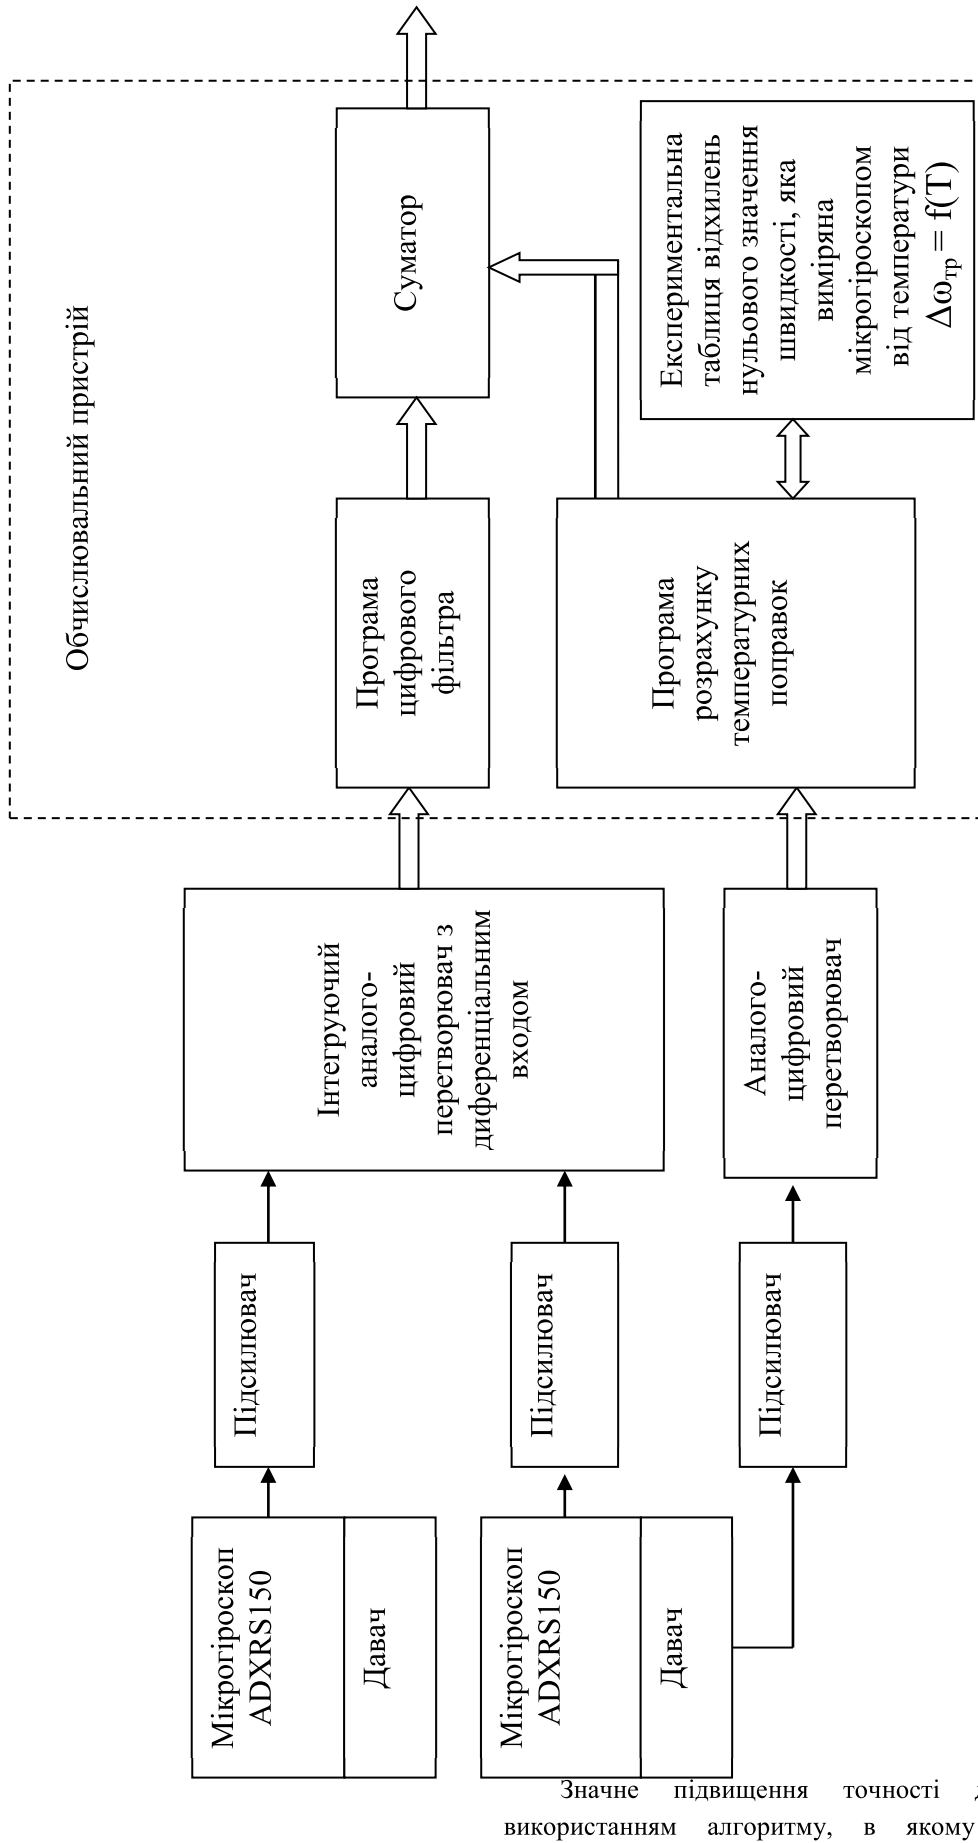 Обчислювальний пристрій
Мікрогіроскоп
ADXRS150
Давач
Підсилювач
Інтегруючий
аналого-
цифровий
перетворювач з
диференціальним
входом
Програма
цифрового
фільтра
Суматор
Мікрогіроскоп
ADXRS150
Давач
Підсилювач
Підсилювач
Аналого-
цифровий
перетворювач
Програма
розрахунку
температурних
поправок
Експериментальна
таблиця відхилень
нульового значення
швидкості, яка
виміряна
мікрогіроскопом
від температури
Δω_тр = f(T)
Значне підвищення точності
використанням алгоритму, в якому